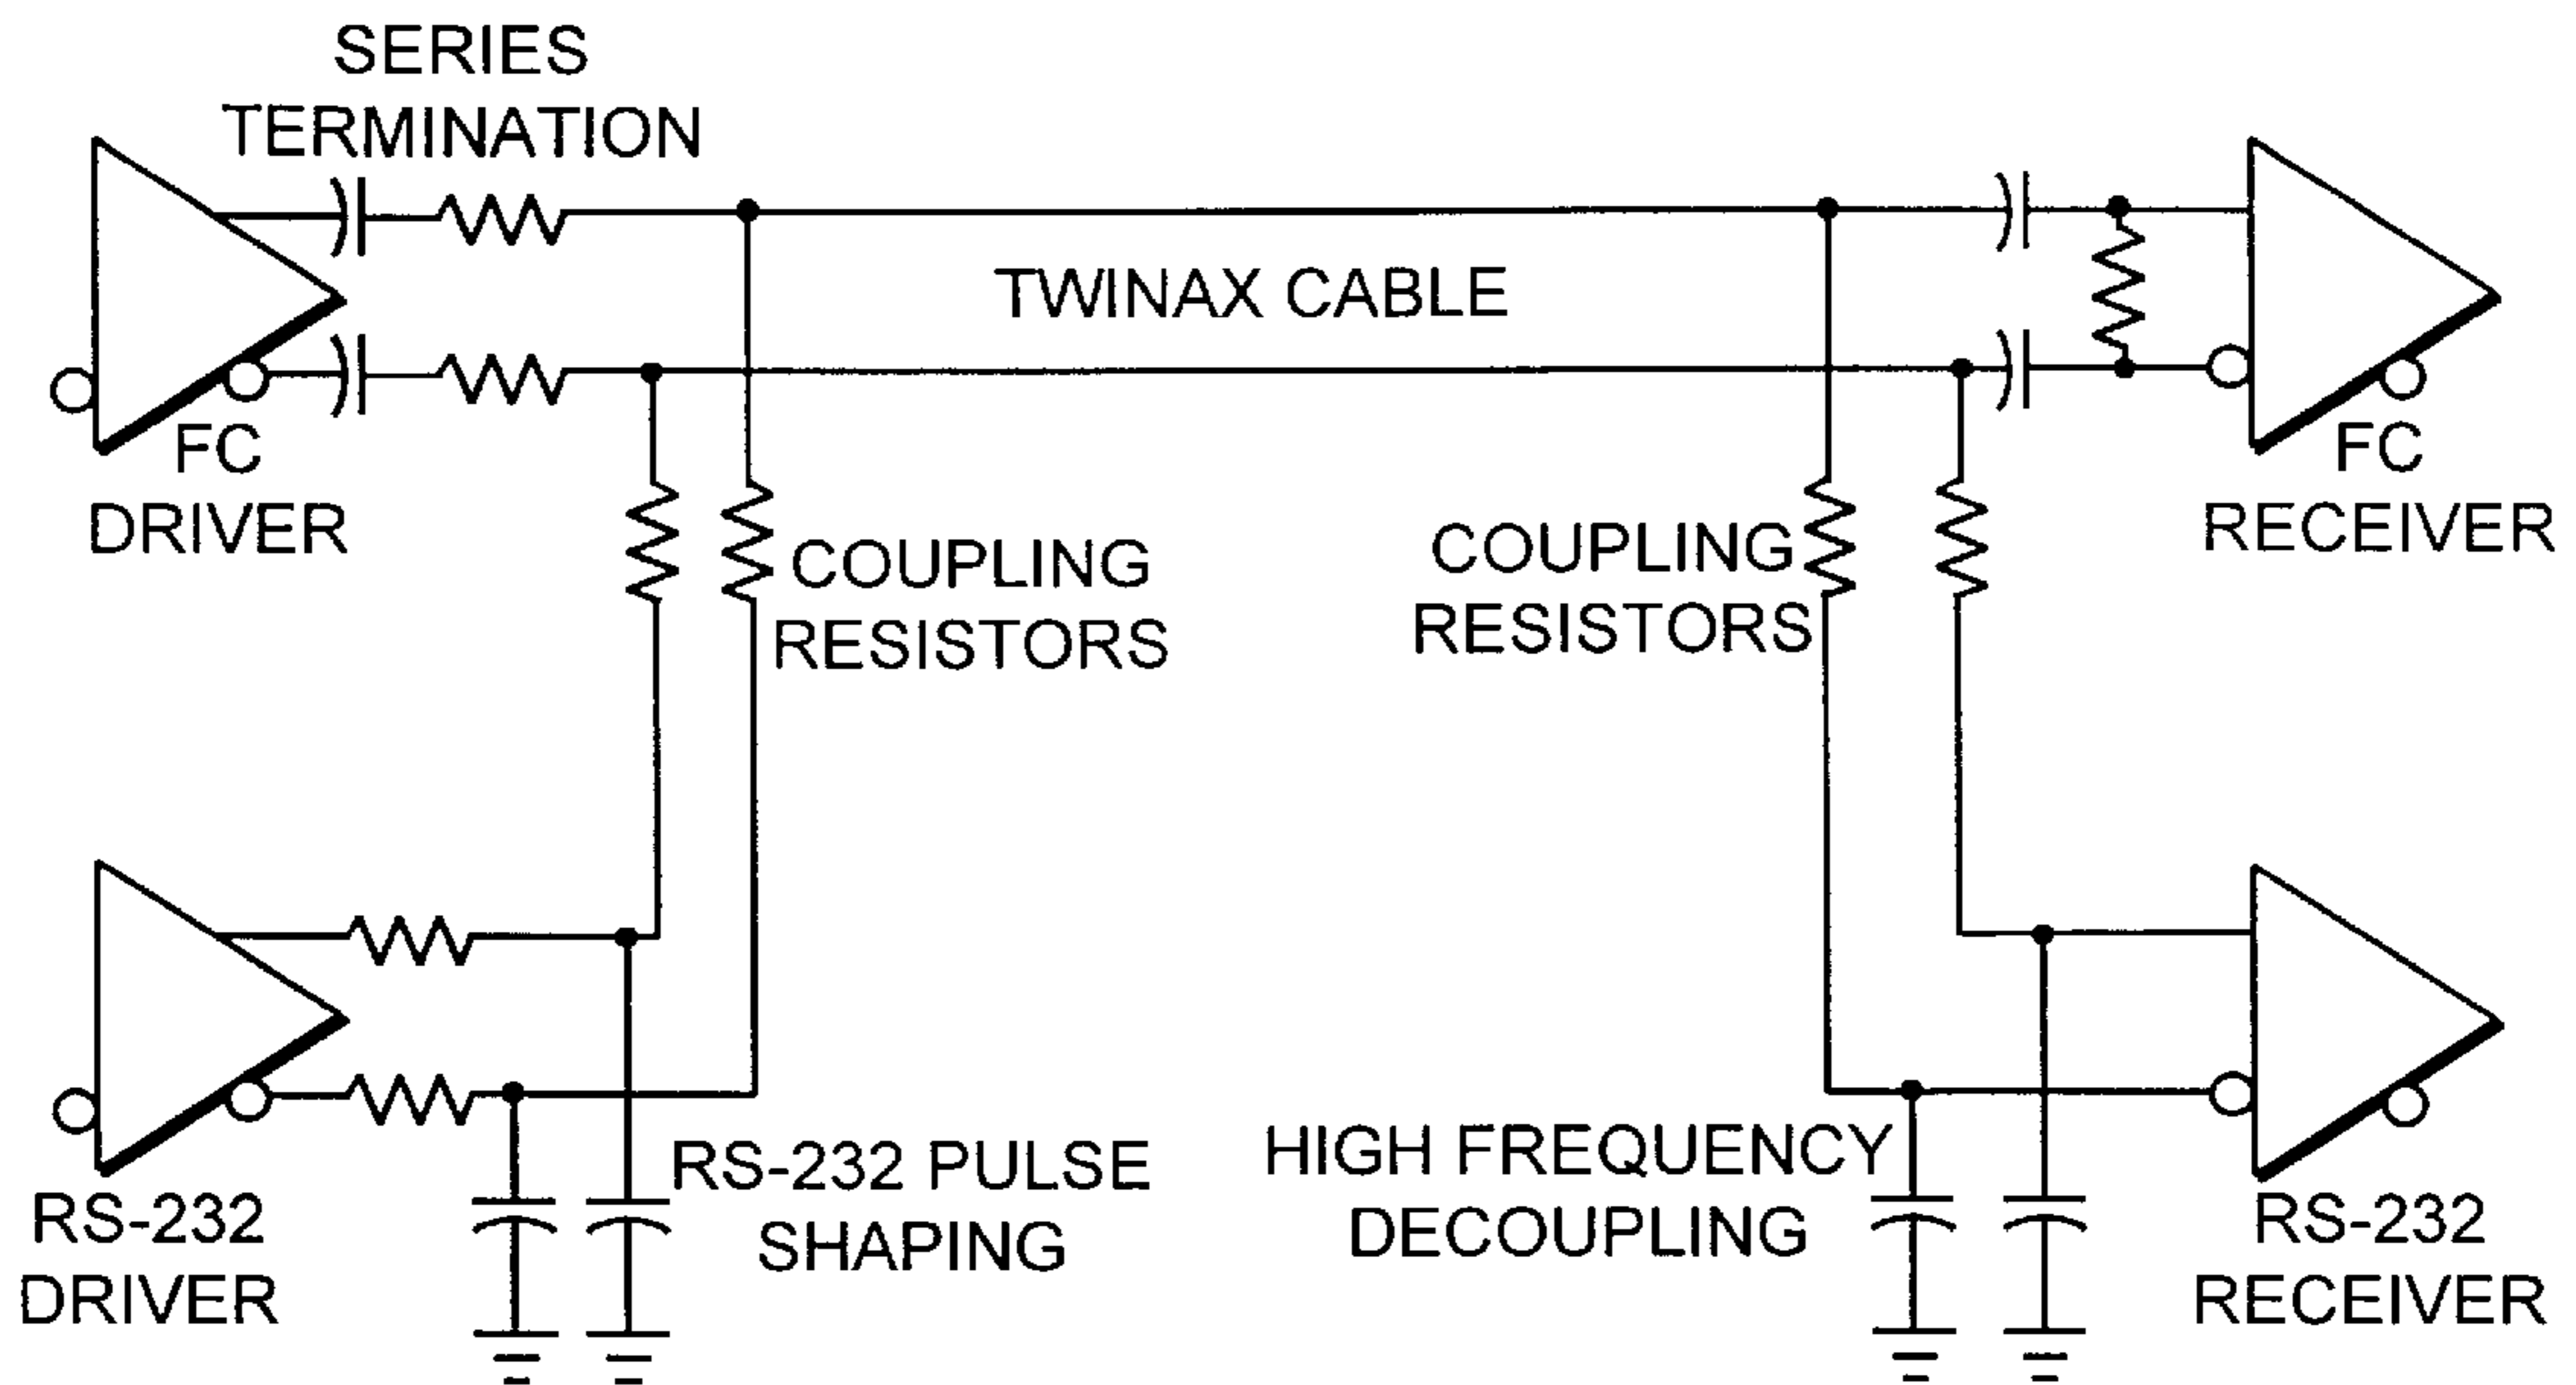 SERIES
TERMINATION
TWINAX CABLE
FC
DRIVER
FC
RECEIVER
COUPLING
RESISTORS
COUPLING
RESISTORS
RS-232 PULSE
SHAPING
HIGH FREQUENCY
DECOUPLING
RS-232
DRIVER
RS-232
RECEIVER